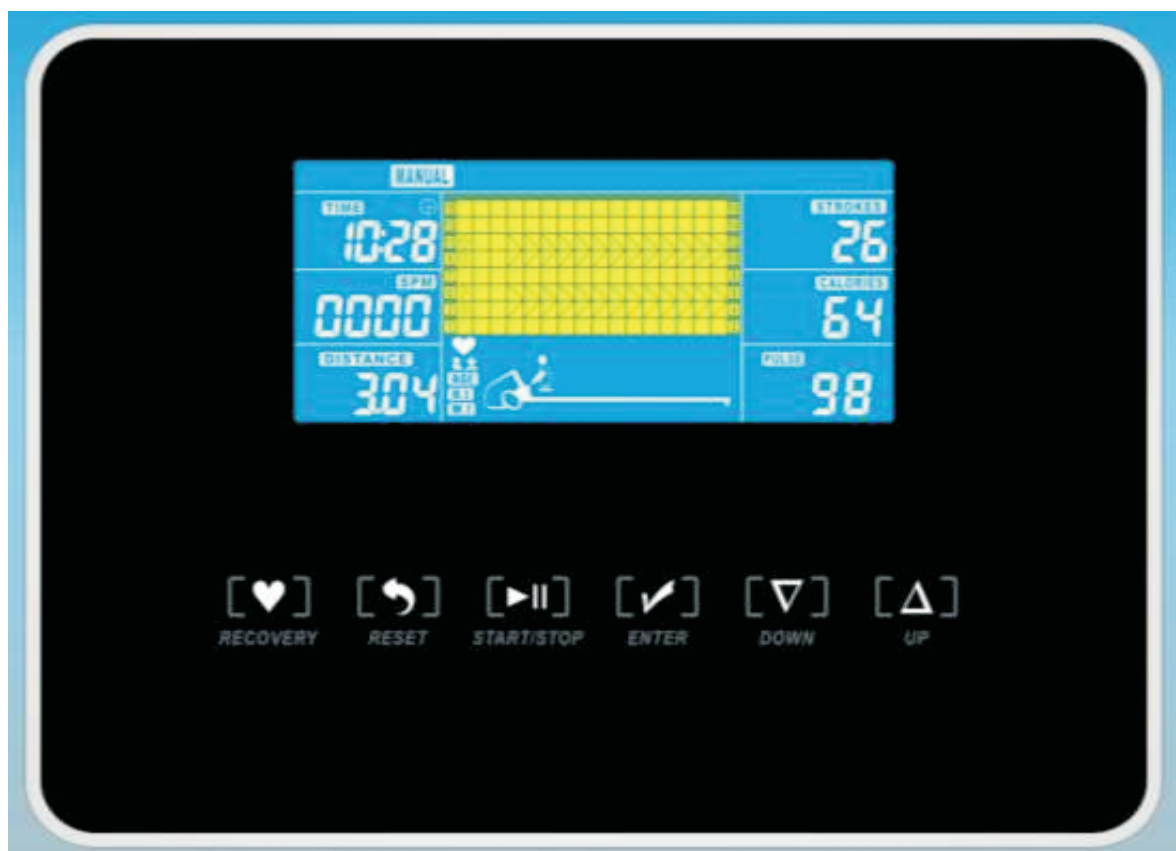 MANUAL
TIME
10:28
SPM
0000
DISTANCE
3.04
STROKES
26
CALORIES
64
PULSE
98
AGE
RECOVERY
RESET
START/STOP
ENTER
DOWN
UP